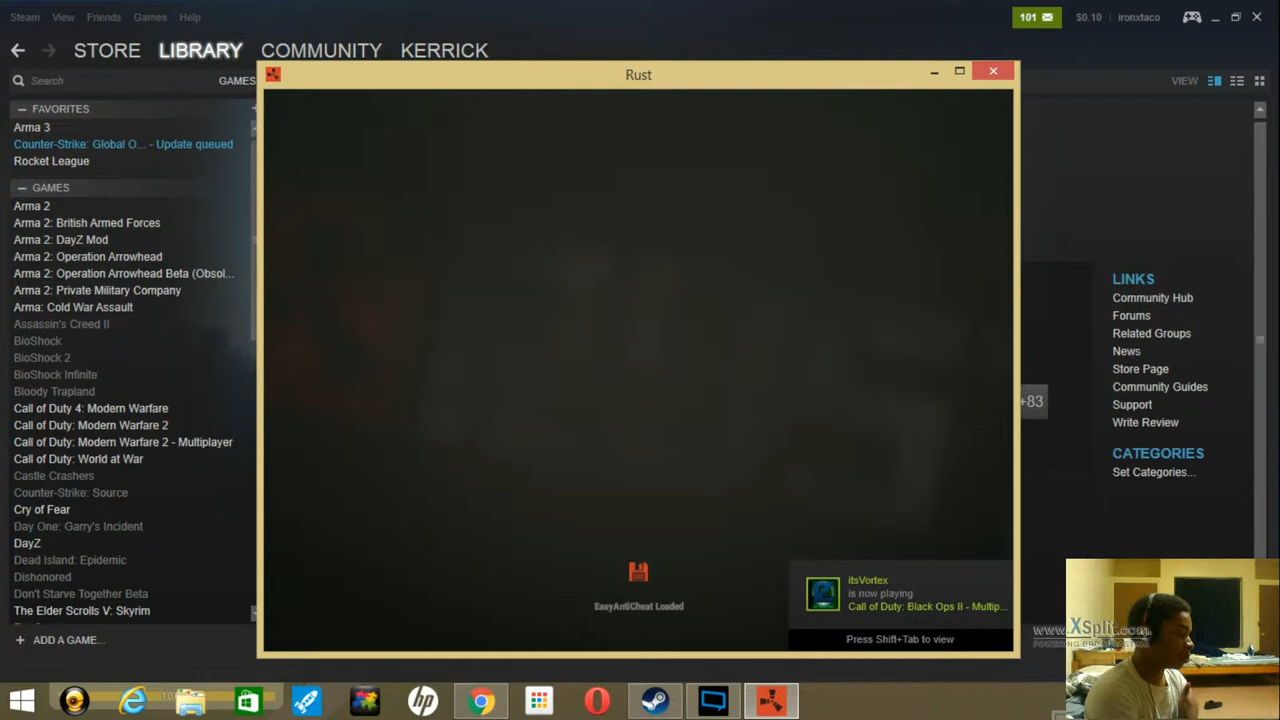 Steam View Friends Games Help
101 $0.10 ironxtaco
STORE LIBRARY COMMUNITY KERRICK
Search GAMES
VIEW
FAVORITES
Arma 3
Counter-Strike: Global O... - Update queued
Rocket League
GAMES
Arma 2
Arma 2: British Armed Forces
Arma 2: DayZ Mod
Arma 2: Operation Arrowhead
Arma 2: Operation Arrowhead Beta (Obsol...
Arma 2: Private Military Company
Arma: Cold War Assault
Assassin's Creed II
BioShock
BioShock 2
BioShock Infinite
Bloody Trapland
Call of Duty 4: Modern Warfare
Call of Duty: Modern Warfare 2
Call of Duty: Modern Warfare 2 - Multiplayer
Call of Duty: World at War
Castle Crashers
Counter-Strike: Source
Cry of Fear
Day One: Garry's Incident
DayZ
Dead Island: Epidemic
Dishonored
Don't Starve Together Beta
The Elder Scrolls V: Skyrim
+ ADD A GAME...
Rust
EasyAntiCheat Loaded
itsVortex
is now playing
Call of Duty: Black Ops II - Multip...
Press Shift+Tab to view
+83
LINKS
Community Hub
Forums
Related Groups
News
Store Page
Community Guides
Support
Write Review
CATEGORIES
Set Categories...
www.XSplit.com
POWERING BROADCASTING
hp